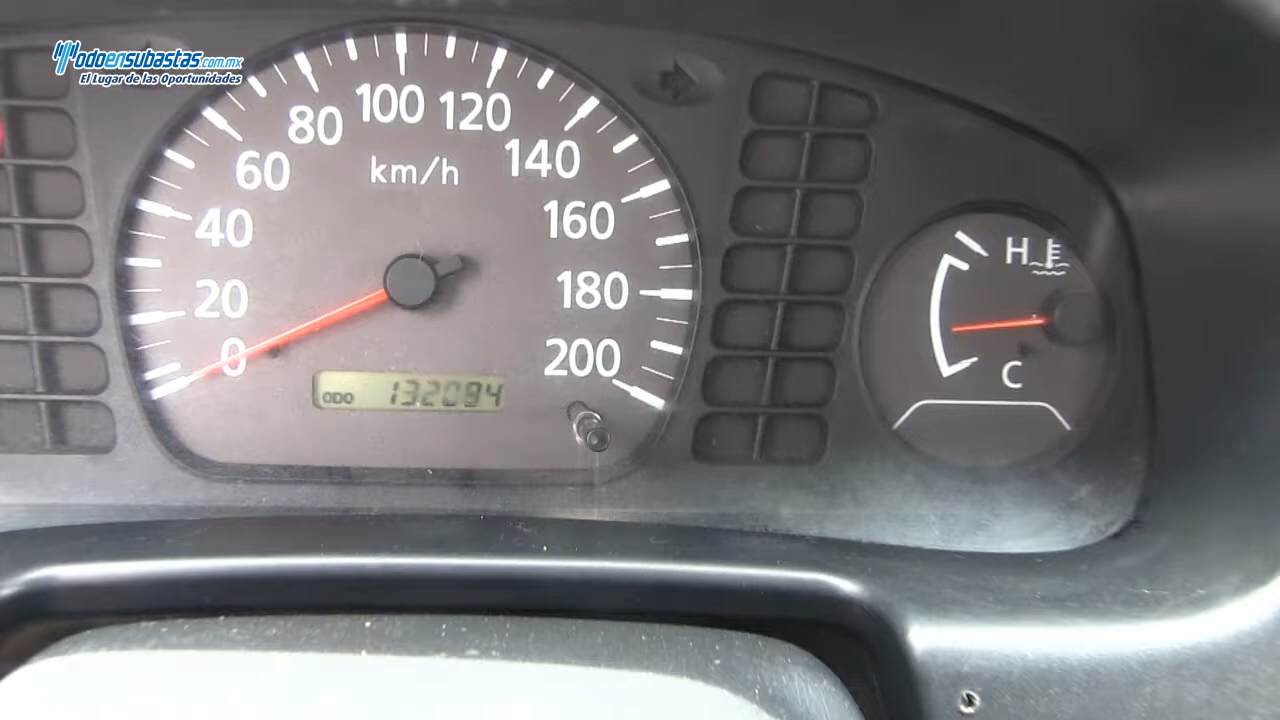 todoensubastas.com.mx
El Lugar de las Oportunidades
0
20
40
60
80
100
120
140
160
180
200
km/h
ODO 132084
H
C